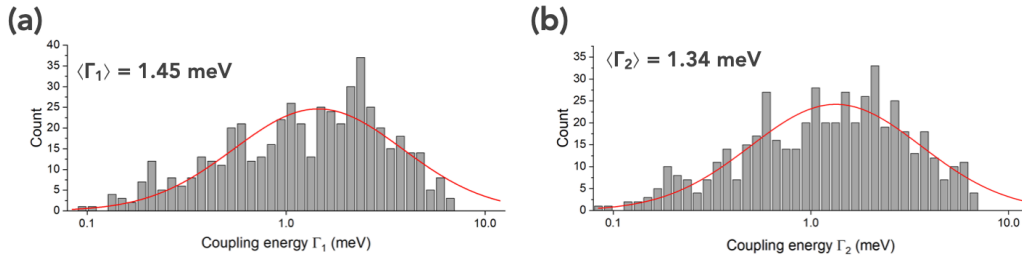 (a)
⟨Γ1⟩ = 1.45 meV
40
35
30
25
20
15
10
5
0
Count
0.1 1.0 10.0
Coupling energy Γ1 (meV)
(b)
⟨Γ2⟩ = 1.34 meV
35
30
25
20
15
10
5
0
Count
0.1 1.0 10.0
Coupling energy Γ2 (meV)